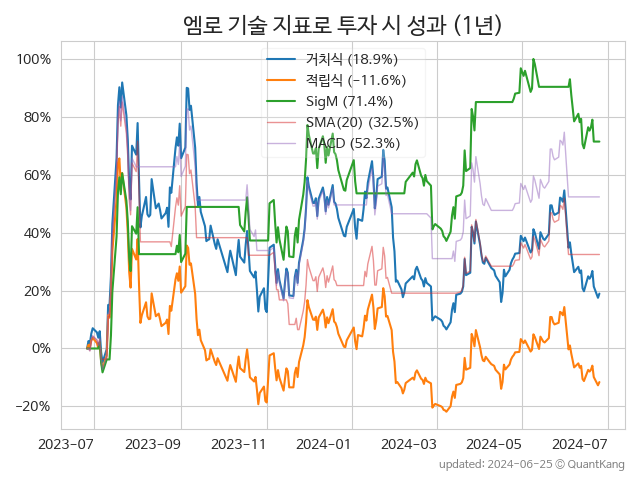 엠로 기술 지표로 투자 시 성과 (1년)
거치식 (18.9%)
적립식 (−11.6%)
SigM (71.4%)
SMA(20) (32.5%)
MACD (52.3%)
100%
80%
60%
40%
20%
0%
−20%
2023-07 2023-09 2023-11 2024-01 2024-03 2024-05 2024-07
updated: 2024-06-25 ⓒ QuantKang